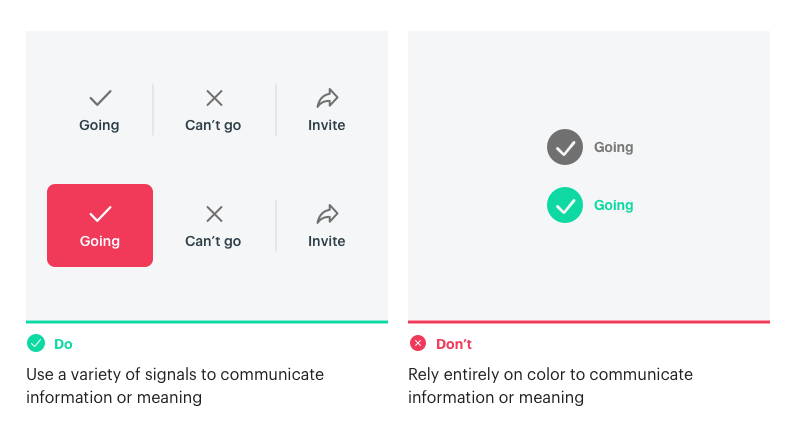 Going
Can't go
Invite
Going
Can't go
Invite
Do
Use a variety of signals to communicate
information or meaning
Going
Going
Don't
Rely entirely on color to communicate
information or meaning